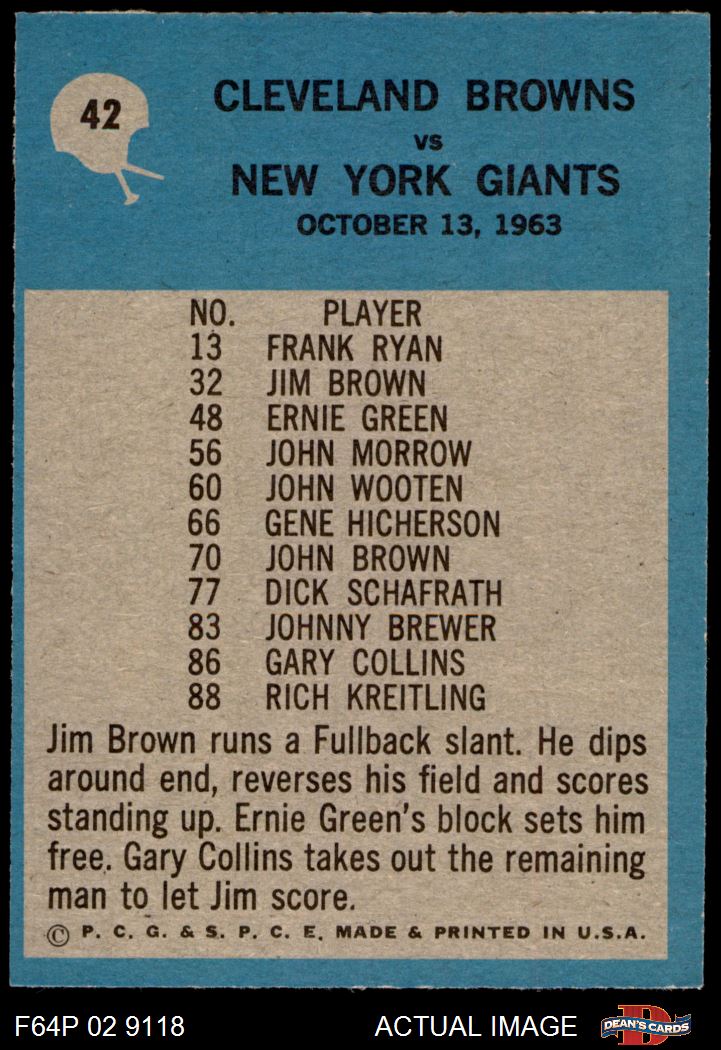 42
CLEVELAND BROWNS
VS
NEW YORK GIANTS
OCTOBER 13, 1963
NO. PLAYER
13 FRANK RYAN
32 JIM BROWN
48 ERNIE GREEN
56 JOHN MORROW
60 JOHN WOOTEN
66 GENE HICHERSON
70 JOHN BROWN
77 DICK SCHAFRATH
83 JOHNNY BREWER
86 GARY COLLINS
88 RICH KREITLING
Jim Brown runs a Fullback slant. He dips
around end, reverses his field and scores
standing up. Ernie Green's block sets him
free. Gary Collins takes out the remaining
man to let Jim score.
© P. C. G. & S. P. C. E. MADE & PRINTED IN U.S.A.
F64P 02 9118 ACTUAL IMAGE D DEAN'S CARDS